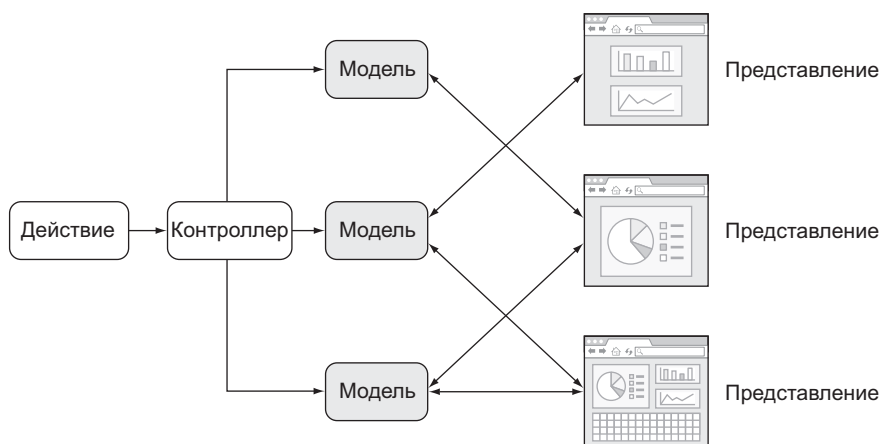 Модель
Представление
Действие
Контроллер
Модель
Представление
Модель
Представление